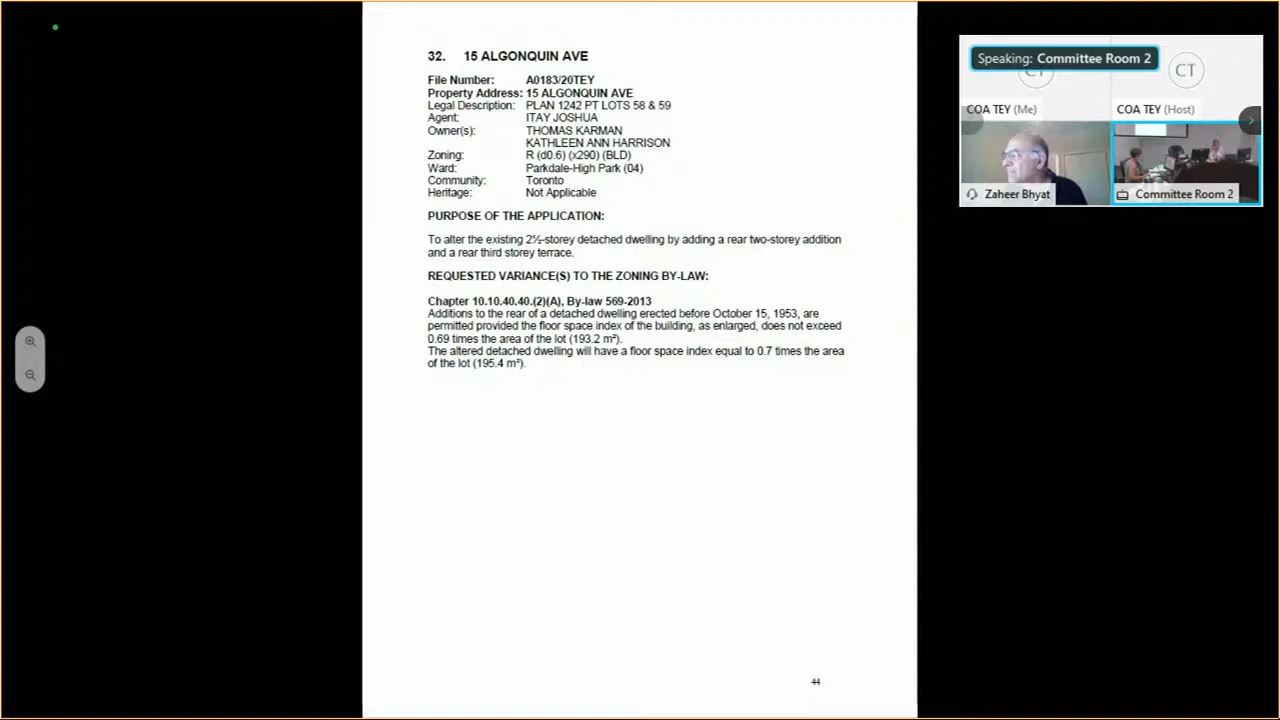 32. 15 ALGONQUIN AVE
File Number: A0183/20TEY
Property Address: 15 ALGONQUIN AVE
Legal Description: PLAN 1242 PT LOTS 58 & 59
Agent: ITAY JOSHUA
Owner(s): THOMAS KARMAN
KATHLEEN ANN HARRISON
Zoning: R (d0.6) (x290) (BLD)
Ward: Parkdale-High Park (04)
Community: Toronto
Heritage: Not Applicable
PURPOSE OF THE APPLICATION:
To alter the existing 2½-storey detached dwelling by adding a rear two-storey addition
and a rear third storey terrace.
REQUESTED VARIANCE(S) TO THE ZONING BY-LAW:
Chapter 10.10.40.40.(2)(A), By-law 569-2013
Additions to the rear of a detached dwelling erected before October 15, 1953, are
permitted provided the floor space index of the building, as enlarged, does not exceed
0.69 times the area of the lot (193.2 m²).
The altered detached dwelling will have a floor space index equal to 0.7 times the area
of the lot (195.4 m²).
44
Speaking: Committee Room 2
CT
CT
COA TEY (Me)
COA TEY (Host)
Zaheer Bhyat
Committee Room 2